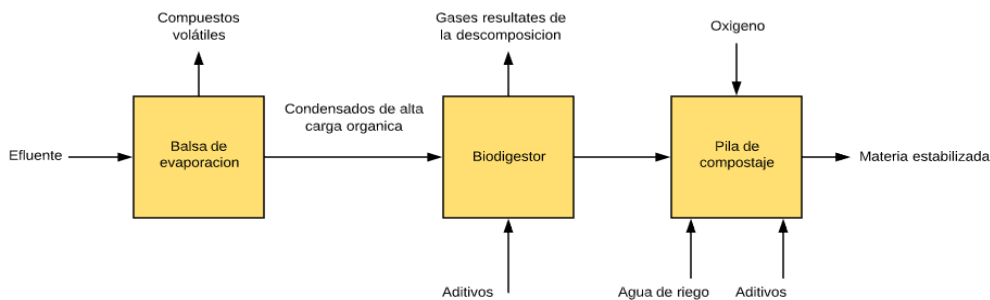 Compuestos
volátiles
Gases resultates de
la descomposicion
Oxigeno
Condensados de alta
carga organica
Efluente
Balsa de
evaporacion
Biodigestor
Pila de
compostaje
Materia estabilizada
Aditivos
Agua de riego
Aditivos